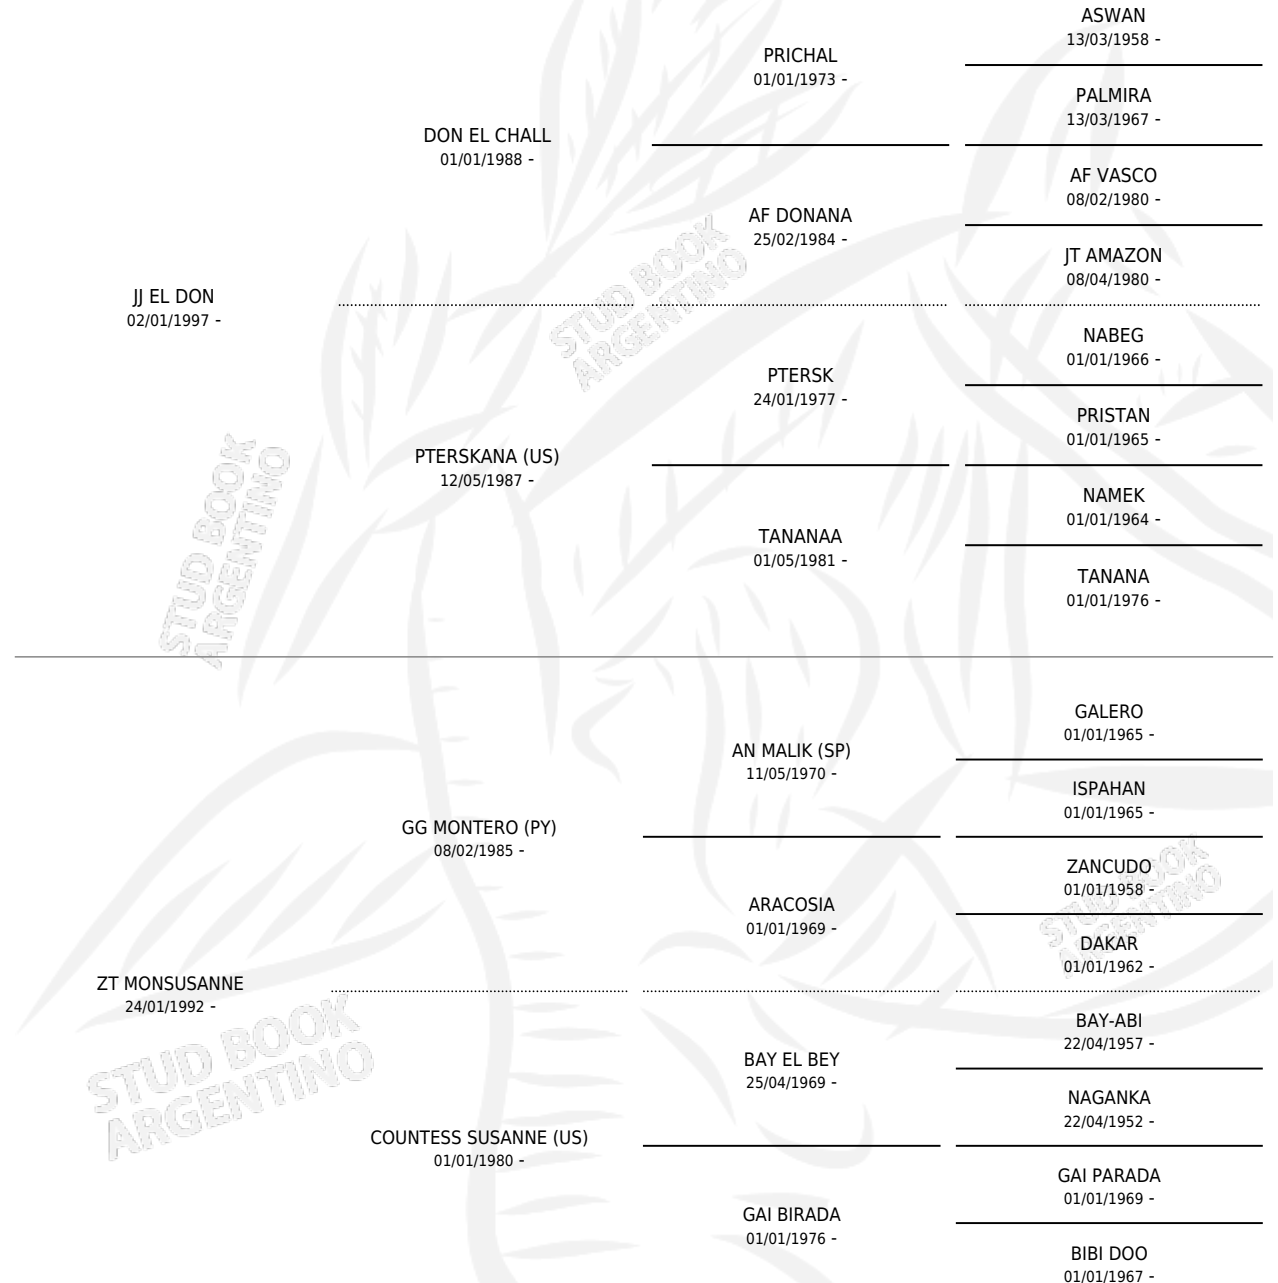 ASWAN
13/03/1958 -
PRICHAL
01/01/1973 -
PALMIRA
13/03/1967 -
DON EL CHALL
01/01/1988 -
AF VASCO
08/02/1980 -
AF DONANA
25/02/1984 -
JT AMAZON
08/04/1980 -
JJ EL DON
02/01/1997 -
NABEG
01/01/1966 -
PTERSK
24/01/1977 -
PRISTAN
01/01/1965 -
PTERSKANA (US)
12/05/1987 -
NAMEK
01/01/1964 -
TANANAA
01/05/1981 -
TANANA
01/01/1976 -
STUD BOOK
ARGENTINO
STUD BOOK
ARGENTINO
GALERO
01/01/1965 -
AN MALIK (SP)
11/05/1970 -
ISPAHAN
01/01/1965 -
GG MONTERO (PY)
08/02/1985 -
ZANCUDO
01/01/1958 -
ARACOSIA
01/01/1969 -
DAKAR
01/01/1962 -
ZT MONSUSANNE
24/01/1992 -
BAY-ABI
22/04/1957 -
BAY EL BEY
25/04/1969 -
NAGANKA
22/04/1952 -
COUNTESS SUSANNE (US)
01/01/1980 -
GAI PARADA
01/01/1969 -
GAI BIRADA
01/01/1976 -
BIBI DOO
01/01/1967 -
STUD BOOK
ARGENTINO
STUD BOOK
ARGENTINO